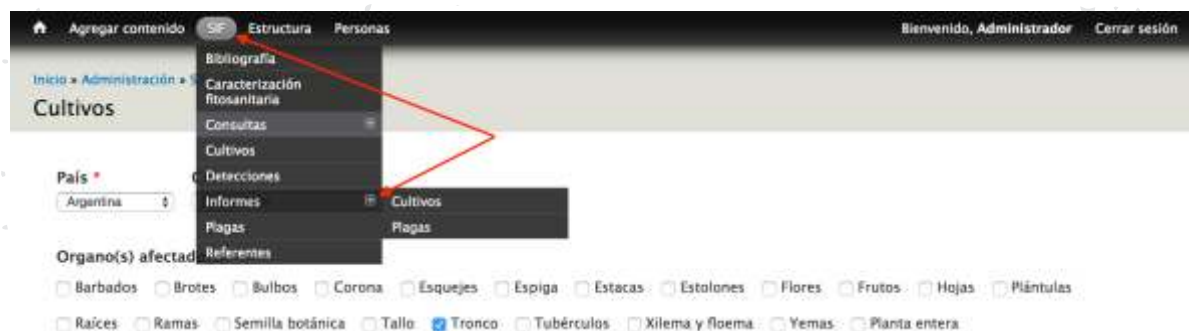 Agregar contenido SIF Estructura Personas Bienvenido, Administrador Cerrar sesión
Bibliografía
Inicio » Administración » S
Caracterización
fitosanitaria
Cultivos
Consultas
Cultivos
País *
Detecciones
Argentina
Informes
Cultivos
Plagas
Plagas
Organo(s) afectad
Referentes
Barbados Brotes Bulbos Corona Esquejes Espiga Estacas Estolones Flores Frutos Hojas Plántulas
Raíces Ramas Semilla botánica Tallo Tronco Tubérculos Xilema y floema Yemas Planta entera